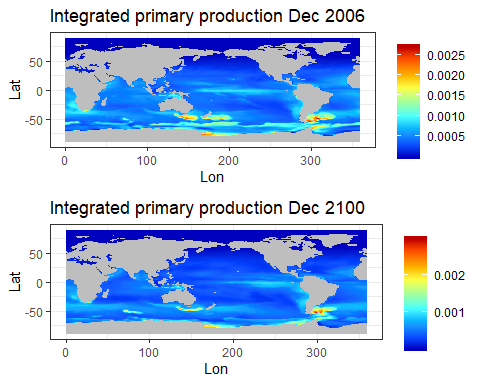 Integrated primary production Dec 2006
50
0
-50
Lat
0 100 200 300
Lon
0.0025
0.0020
0.0015
0.0010
0.0005
Integrated primary production Dec 2100
50
0
-50
Lat
0 100 200 300
Lon
0.002
0.001